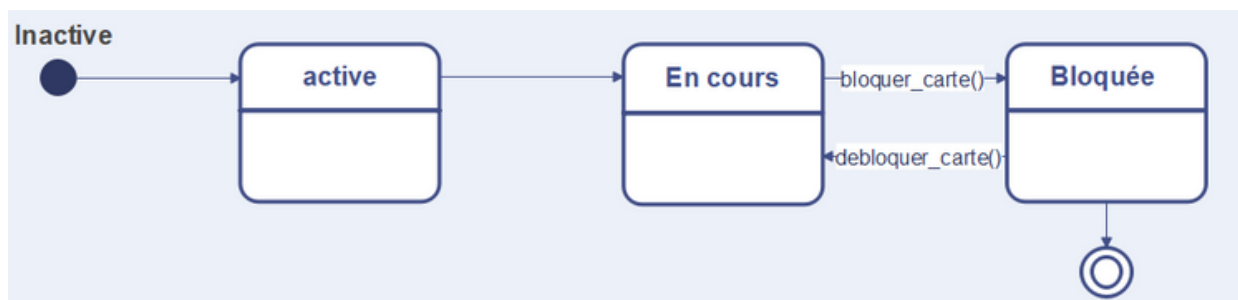 Inactive
active
En cours
bloquer_carte()
Bloquée
debloquer_carte()